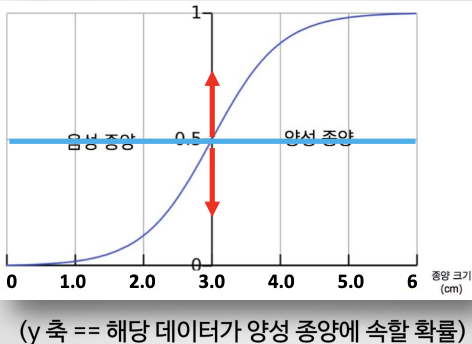 1
음성 종양 0.5 양성 종양
0
0 1.0 2.0 3.0 4.0 5.0 6
종양 크기
(cm)
(y 축 == 해당 데이터가 양성 종양에 속할 확률)